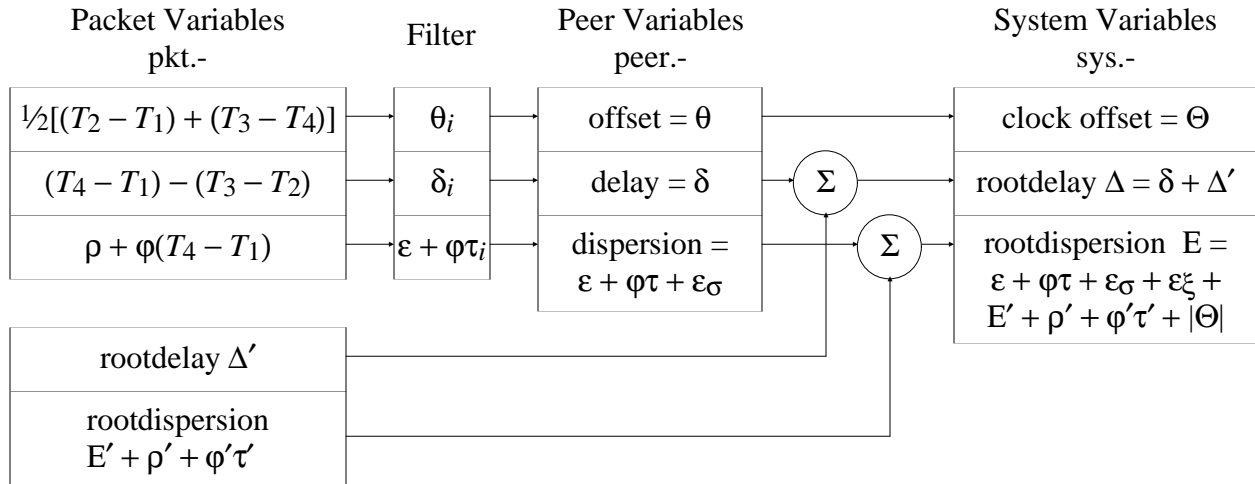 Packet Variables
pkt.-
Filter
Peer Variables
peer.-
System Variables
sys.-
½[(T2 – T1) + (T3 – T4)]
θi
offset = θ
clock offset = Θ
(T4 – T1) – (T3 – T2)
δi
delay = δ
Σ
rootdelay Δ = δ + Δ′
ρ + φ(T4 – T1)
ε + φτi
dispersion =
ε + φτ + εσ
Σ
rootdispersion E =
ε + φτ + εσ + εξ +
E′ + ρ′ + φ′τ′ + |Θ|
rootdelay Δ′
rootdispersion
E′ + ρ′ + φ′τ′